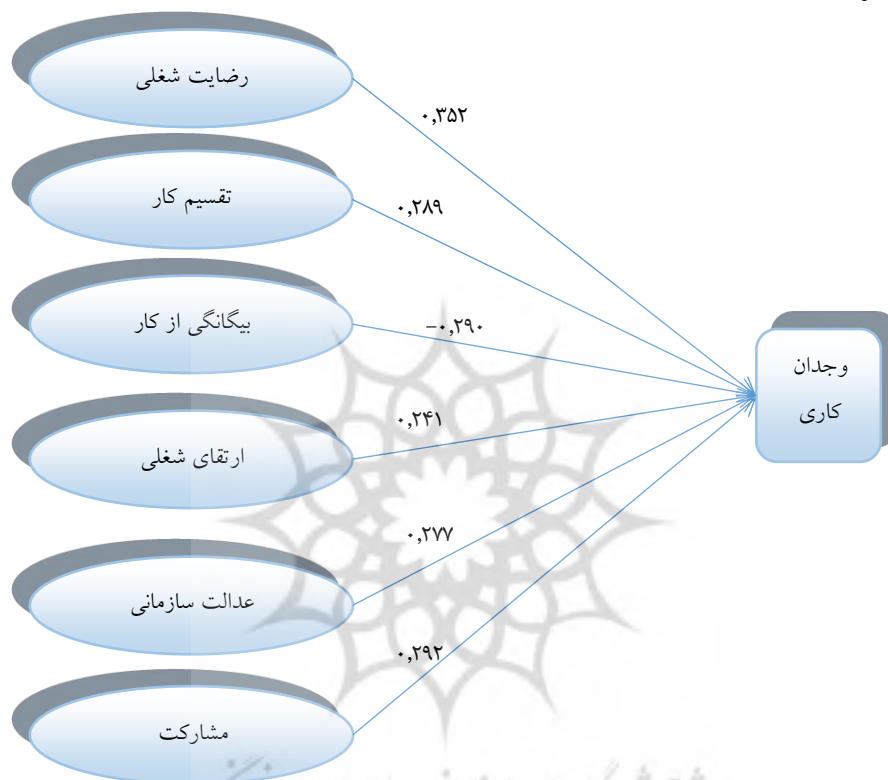 رضایت شغلی
۰,۳۵۲
تقسیم کار
۰,۲۸۹
بیگانگی از کار
-۰,۲۹۰
وجدان
کاری
ارتقای شغلی
۰,۲۴۱
عدالت سازمانی
۰,۲۷۷
مشارکت
۰,۲۹۲